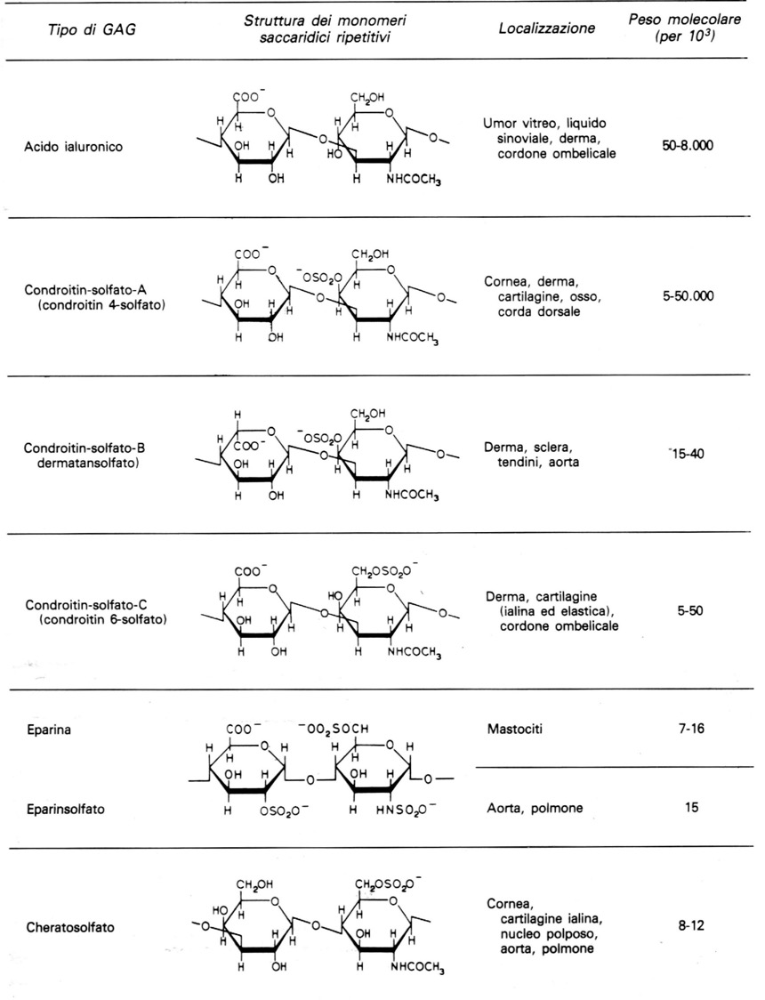 Tipo di GAG
Struttura dei monomeri
saccaridici ripetitivi
Localizzazione
Peso molecolare
(per 10³)
Acido ialuronico
COO⁻
H
O
H
OH
H
H
H
OH
O
CH₂OH
H
O
H
HO
H
H
H
NHCOCH₃
O
Umor vitreo, liquido
sinoviale, derma,
cordone ombelicale
50-8.000
Condroitin-solfato-A
(condroitin 4-solfato)
COO⁻
H
O
H
OH
H
H
H
OH
O
⁻OSO₂O
CH₂OH
H
O
H
H
H
H
NHCOCH₃
O
Cornea, derma,
cartilagine, osso,
corda dorsale
5-50.000
Condroitin-solfato-B
dermatansolfato)
H
H
O
COO⁻
OH
H
H
H
OH
O
⁻OSO₂O
CH₂OH
H
O
H
H
H
H
NHCOCH₃
O
Derma, sclera,
tendini, aorta
15-40
Condroitin-solfato-C
(condroitin 6-solfato)
COO⁻
H
O
H
OH
H
H
H
OH
O
CH₂OSO₂O⁻
HO
H
O
H
H
H
H
NHCOCH₃
O
Derma, cartilagine
(ialina ed elastica),
cordone ombelicale
5-50
Eparina
COO⁻
H
O
H
H
OH
H
H
OSO₂O⁻
O
⁻OO₂SOCH
H
O
H
H
OH
H
H
HNSO₂O⁻
O
Mastociti
7-16
Eparinsolfato
Aorta, polmone
15
Cheratosolfato
CH₂OH
HO
H
O
H
O
H
H
H
OH
O
CH₂OSO₂O⁻
H
H
O
OH
H
H
H
NHCOCH₃
Cornea,
cartilagine ialina,
nucleo polposo,
aorta, polmone
8-12